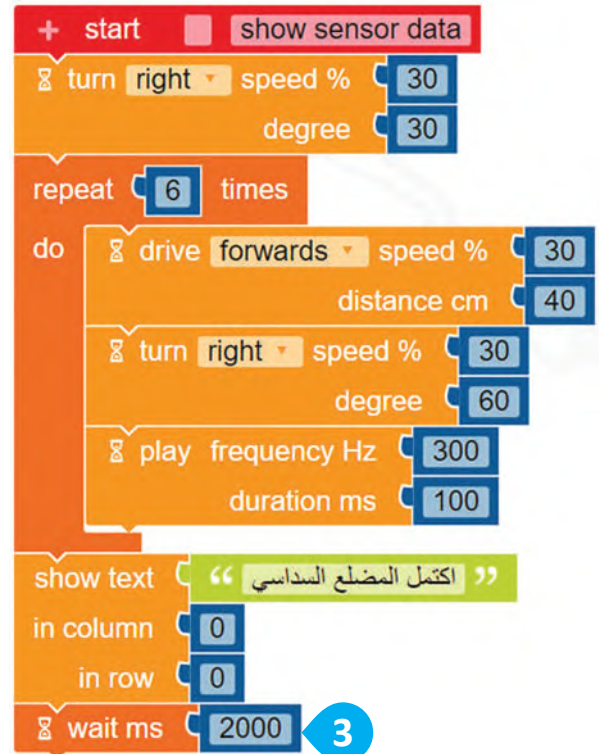 + start show sensor data
turn right speed % 30
degree 30
repeat 6 times
do drive forwards speed % 30
distance cm 40
turn right speed % 30
degree 60
play frequency Hz 300
duration ms 100
show text “ اكتمل المضلع السداسي ”
in column 0
in row 0
wait ms 2000 3